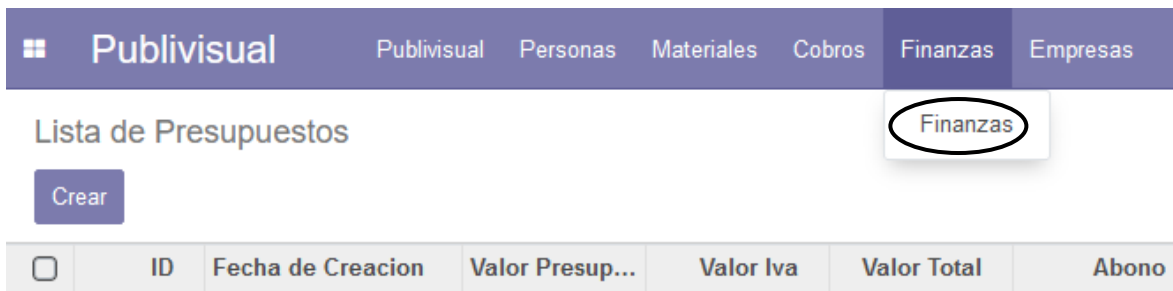 Publivisual Publivisual Personas Materiales Cobros Finanzas Empresas
Lista de Presupuestos Finanzas
Crear
ID Fecha de Creacion Valor Presup... Valor Iva Valor Total Abono